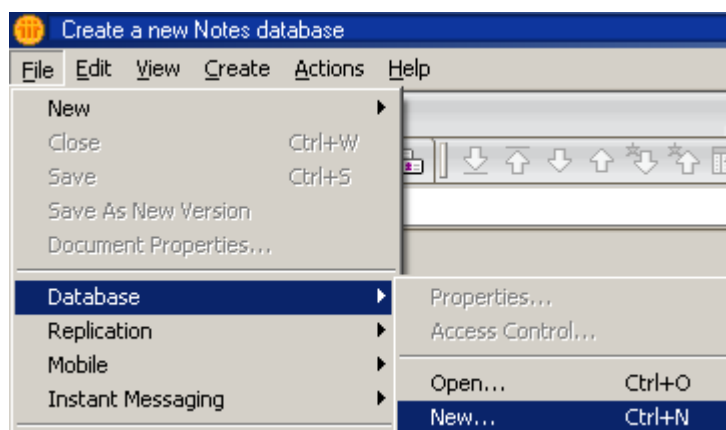 Create a new Notes database
File Edit View Create Actions Help
New
Close Ctrl+W
Save Ctrl+S
Save As New Version
Document Properties...
Database
Replication
Mobile
Instant Messaging
Properties...
Access Control...
Open... Ctrl+O
New... Ctrl+N